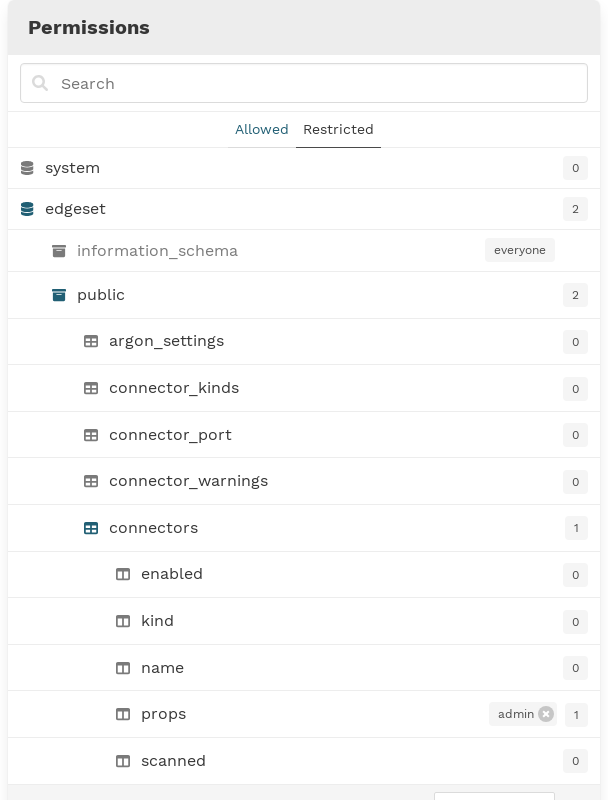 Permissions
Search
Allowed Restricted
system 0
edgeset 2
information_schema everyone
public 2
argon_settings 0
connector_kinds 0
connector_port 0
connector_warnings 0
connectors 1
enabled 0
kind 0
name 0
props admin 1
scanned 0